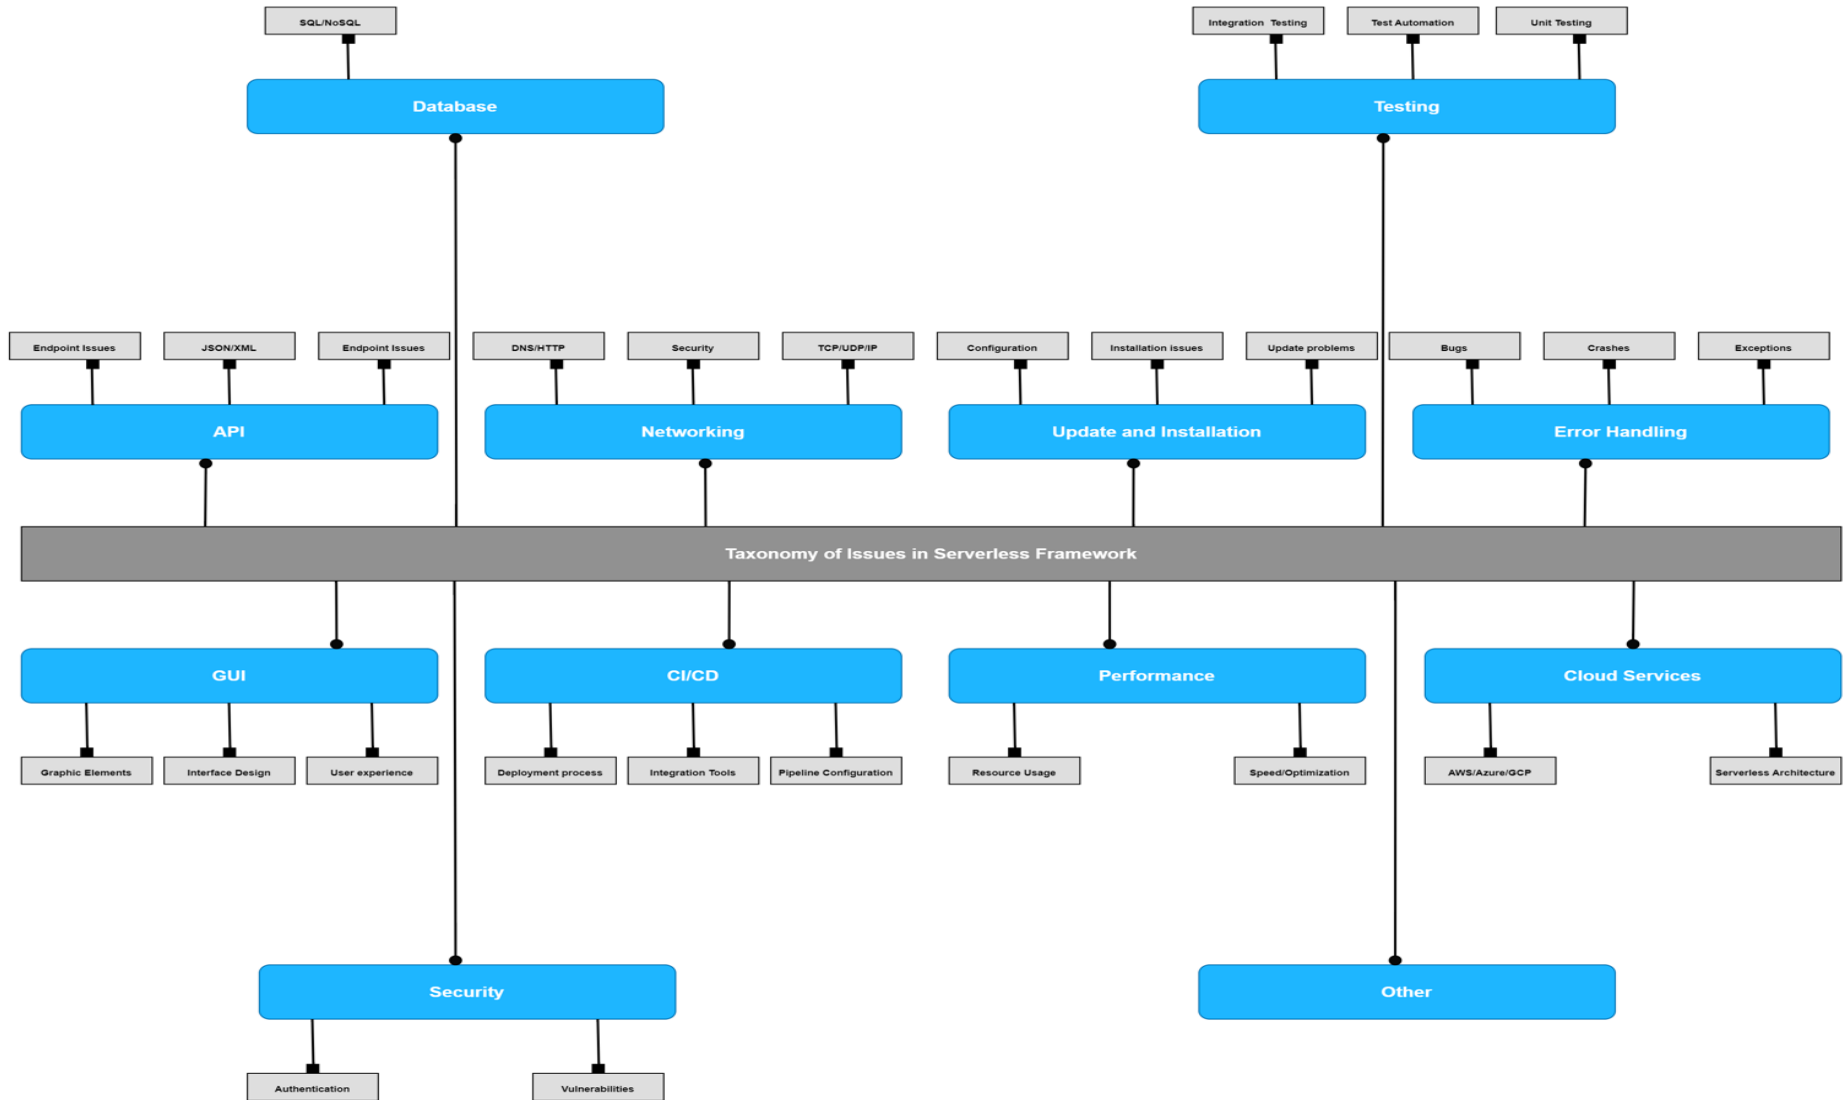 SQL/NoSQL
Integration Testing
Test Automation
Unit Testing
Database
Testing
Endpoint Issues
JSON/XML
Endpoint Issues
DNS/HTTP
Security
TCP/UDP/IP
Configuration
Installation issues
Update problems
Bugs
Crashes
Exceptions
API
Networking
Update and Installation
Error Handling
Taxonomy of Issues in Serverless Framework
GUI
CI/CD
Performance
Cloud Services
Graphic Elements
Interface Design
User experience
Deployment process
Integration Tools
Pipeline Configuration
Resource Usage
Speed/Optimization
AWS/Azure/GCP
Serverless Architecture
Security
Other
Authentication
Vulnerabilities